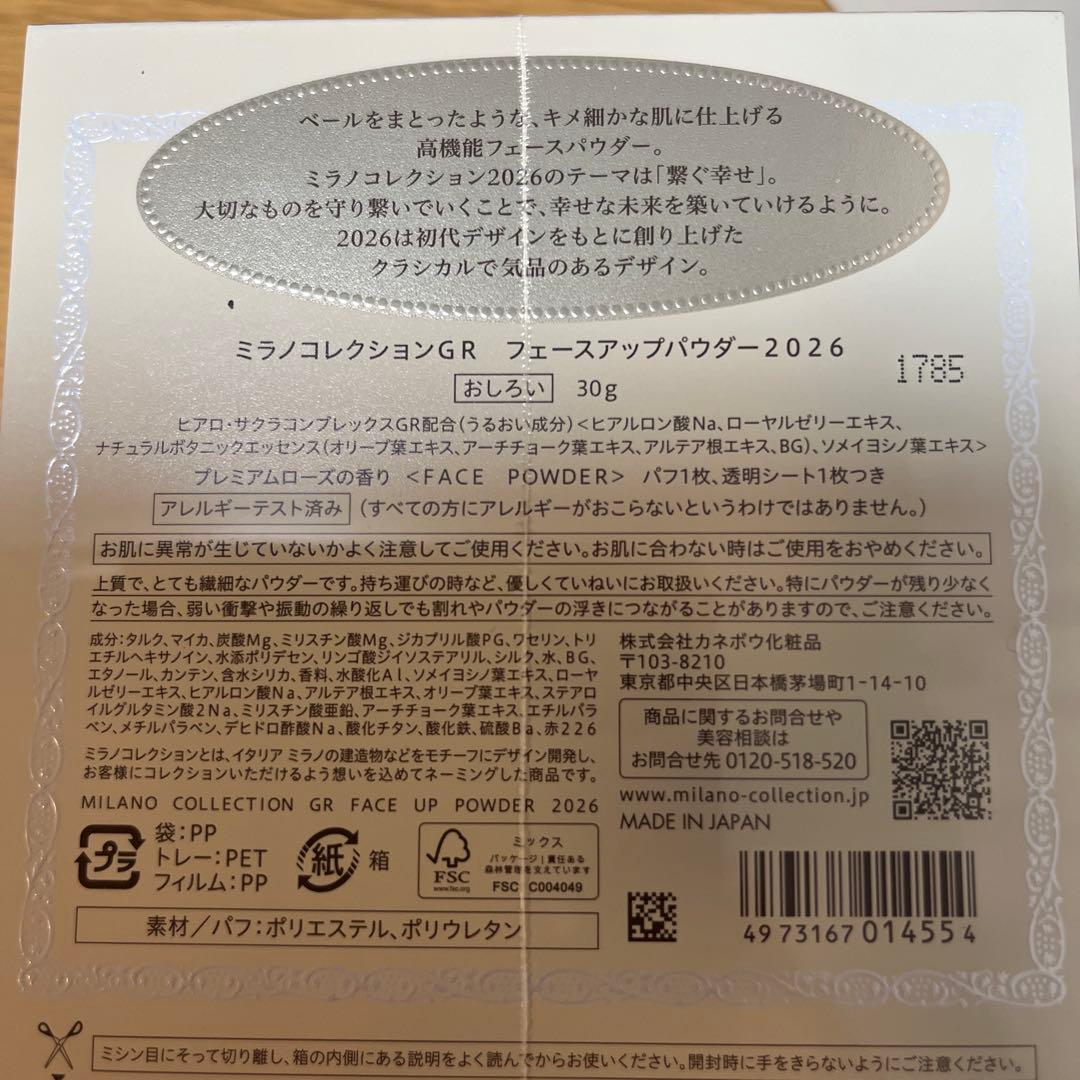 ベールをまとったような、キメ細かな肌に仕上げる
高機能フェースパウダー。
ミラノコレクション2026のテーマは「繋ぐ幸せ」。
大切なものを守り繋いでいくことで、幸せな未来を築いていけるように。
2026は初代デザインをもとに創り上げた
クラシカルで気品のあるデザイン。
ミラノコレクションGR　フェースアップパウダー2026
1785
おしろい　30g
ヒアロ・サクラコンプレックスGR配合(うるおい成分)<ヒアルロン酸Na、ローヤルゼリーエキス、
ナチュラルボタニックエッセンス(オリーブ葉エキス、アーチチョーク葉エキス、アルテア根エキス、BG)、ソメイヨシノ葉エキス>
プレミアムローズの香り <FACE POWDER> パフ1枚、透明シート1枚つき
アレルギーテスト済み (すべての方にアレルギーがおこらないというわけではありません。)
お肌に異常が生じていないかよく注意してご使用ください。お肌に合わない時はご使用をおやめください。
上質で、とても繊細なパウダーです。持ち運びの時など、優しくていねいにお取扱いください。特にパウダーが残り少なく
なった場合、弱い衝撃や振動の繰り返しでも割れやパウダーの浮きにつながることがありますので、ご注意ください。
成分:タルク、マイカ、炭酸Mg、ミリスチン酸Mg、ジカプリル酸PG、ワセリン、トリ
エチルヘキサノイン、水添ポリデセン、リンゴ酸ジイソステアリル、シルク、水、BG、
エタノール、カンテン、含水シリカ、香料、水酸化Al、ソメイヨシノ葉エキス、ローヤ
ルゼリーエキス、ヒアルロン酸Na、アルテア根エキス、オリーブ葉エキス、ステアロ
イルグルタミン酸2Na、ミリスチン酸亜鉛、アーチチョーク葉エキス、エチルパラ
ベン、メチルパラベン、デヒドロ酢酸Na、酸化チタン、酸化鉄、硫酸Ba、赤226
ミラノコレクションとは、イタリア ミラノの建造物などをモチーフにデザイン開発し、
お客様にコレクションいただけるよう想いを込めてネーミングした商品です。
MILANO COLLECTION GR FACE UP POWDER 2026
株式会社カネボウ化粧品
〒103-8210
東京都中央区日本橋茅場町1-14-10
商品に関するお問合せや
美容相談は
お問合せ先 0120-518-520
www.milano-collection.jp
MADE IN JAPAN
プラ
袋:PP
トレー:PET
フィルム:PP
紙 箱
FSC
www.fsc.org
ミックス
パッケージ|責任ある
森林管理を支えています
FSC C004049
素材/パフ:ポリエステル、ポリウレタン
4973167014554
ミシン目にそって切り離し、箱の内側にある説明をよく読んでからお使いください。開封時に手をきらないようにご注意ください。